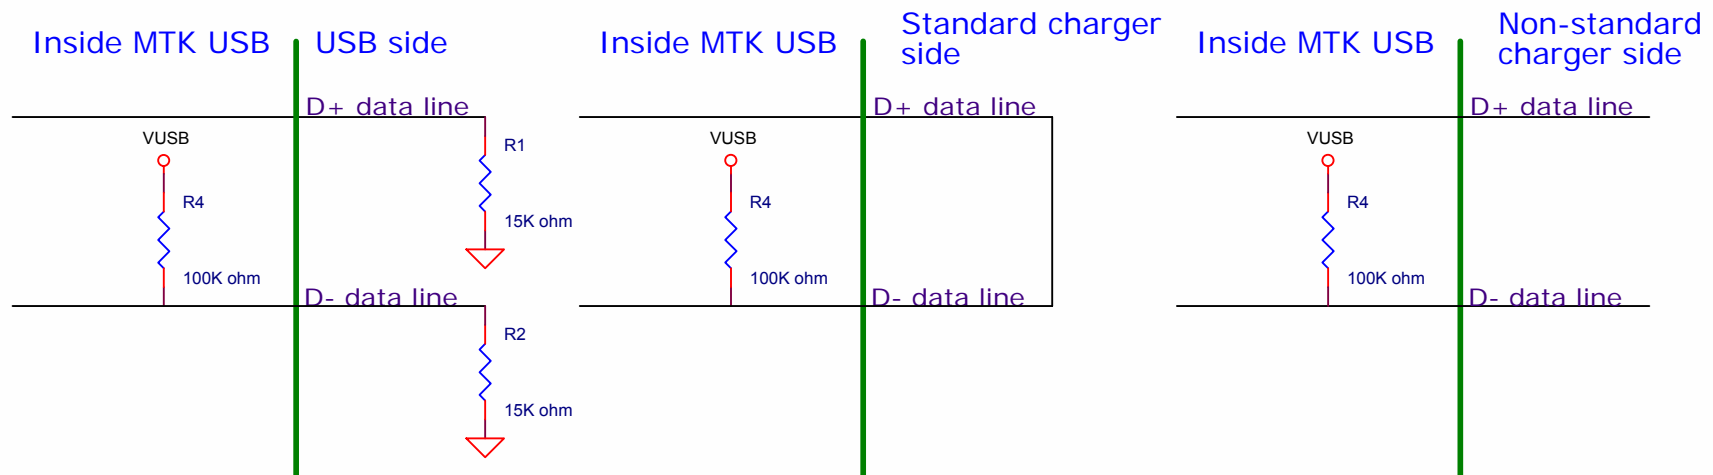 Inside MTK USB
USB side
D+ data line
VUSB
R4
100K ohm
R1
15K ohm
D- data line
R2
15K ohm
Inside MTK USB
Standard charger
side
D+ data line
VUSB
R4
100K ohm
D- data line
Inside MTK USB
Non-standard
charger side
D+ data line
VUSB
R4
100K ohm
D- data line